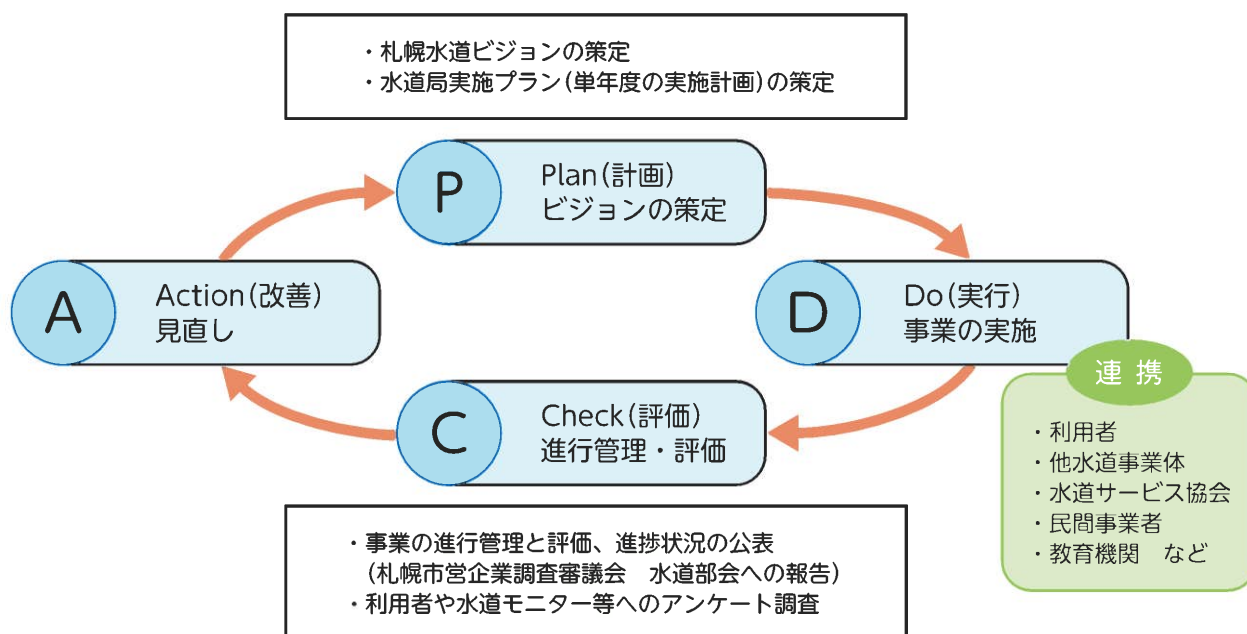 ・札幌水道ビジョンの策定
・水道局実施プラン(単年度の実施計画)の策定
P
Plan(計画)
ビジョンの策定
A
Action(改善)
見直し
D
Do(実行)
事業の実施
連携
・利用者
・他水道事業体
・水道サービス協会
・民間事業者
・教育機関　など
C
Check(評価)
進行管理・評価
・事業の進行管理と評価、進捗状況の公表
(札幌市営企業調査審議会　水道部会への報告)
・利用者や水道モニター等へのアンケート調査